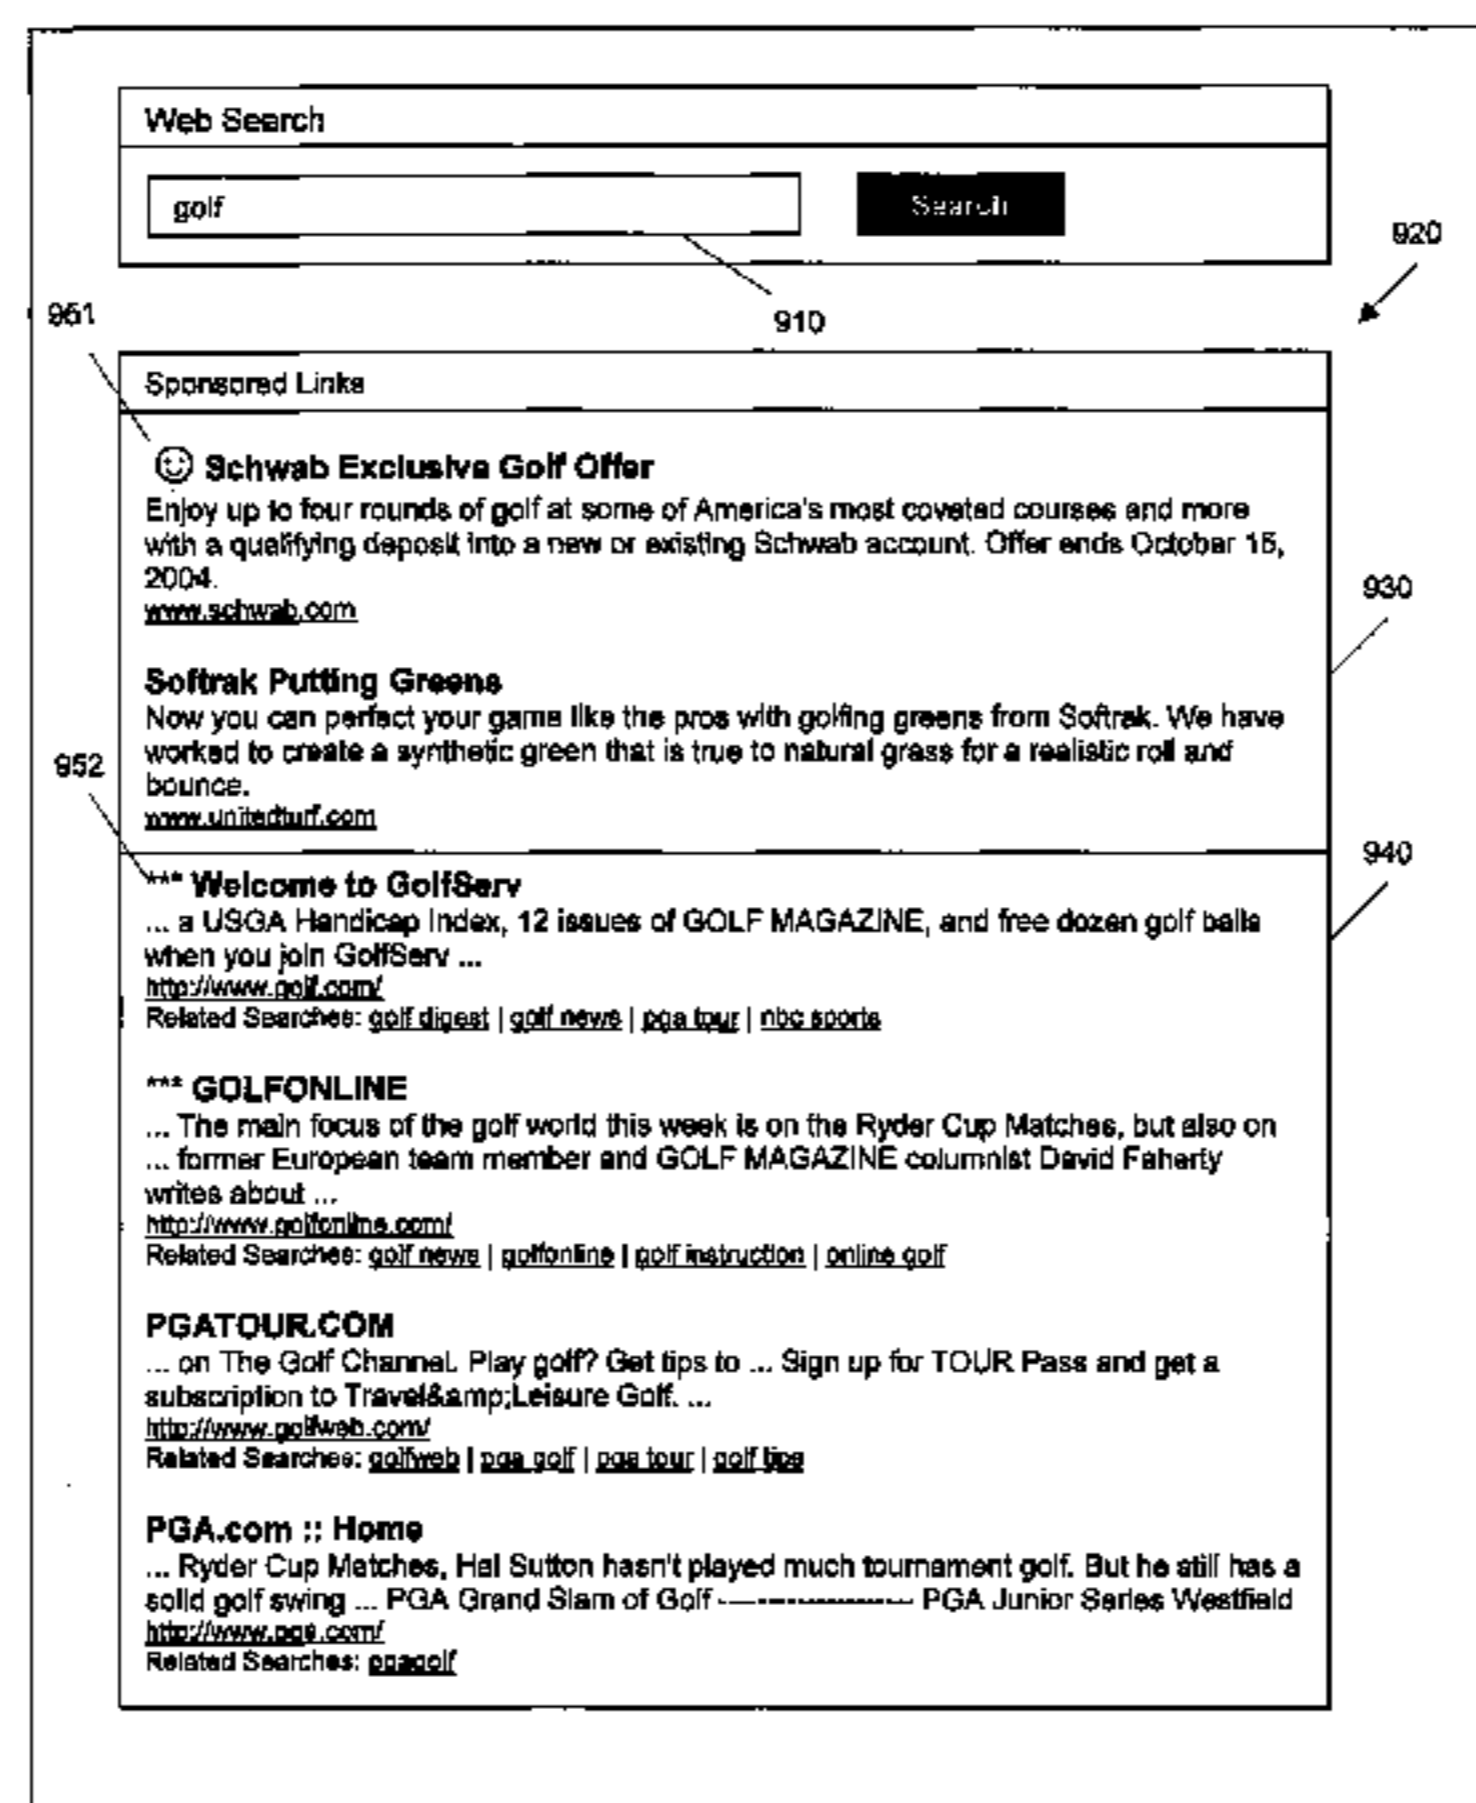 Web Search
golf
Search
920
951
910
Sponsored Links
☺ Schwab Exclusive Golf Offer
Enjoy up to four rounds of golf at some of America's most coveted courses and more
with a qualifying deposit into a new or existing Schwab account. Offer ends October 15,
2004.
www.schwab.com
930
Softrak Putting Greens
Now you can perfect your game like the pros with golfing greens from Softrak. We have
worked to create a synthetic green that is true to natural grass for a realistic roll and
bounce.
www.unitedturf.com
952
940
*** Welcome to GolfServ
... a USGA Handicap Index, 12 issues of GOLF MAGAZINE, and free dozen golf balls
when you join GolfServ ...
http://www.golf.com/
Related Searches: golf digest | golf news | pga tour | nbc sports
*** GOLFONLINE
... The main focus of the golf world this week is on the Ryder Cup Matches, but also on
... former European team member and GOLF MAGAZINE columnist David Feherty
writes about ...
http://www.golfonline.com/
Related Searches: golf news | golfonline | golf instruction | online golf
PGATOUR.COM
... on The Golf Channel. Play golf? Get tips to ... Sign up for TOUR Pass and get a
subscription to Travel&amp;Leisure Golf. ...
http://www.golfweb.com/
Related Searches: golfweb | pga golf | pga tour | golf tips
PGA.com :: Home
... Ryder Cup Matches, Hal Sutton hasn't played much tournament golf. But he still has a
solid golf swing ... PGA Grand Slam of Golf ------------------- PGA Junior Series Westfield
http://www.pga.com/
Related Searches: pgagolf